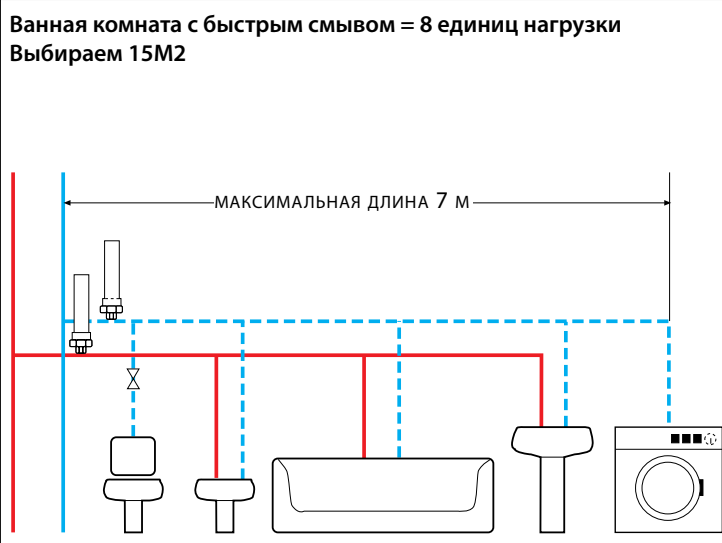 Ванная комната с быстрым смывом = 8 единиц нагрузки
Выбираем 15М2
МАКСИМАЛЬНАЯ ДЛИНА 7 М